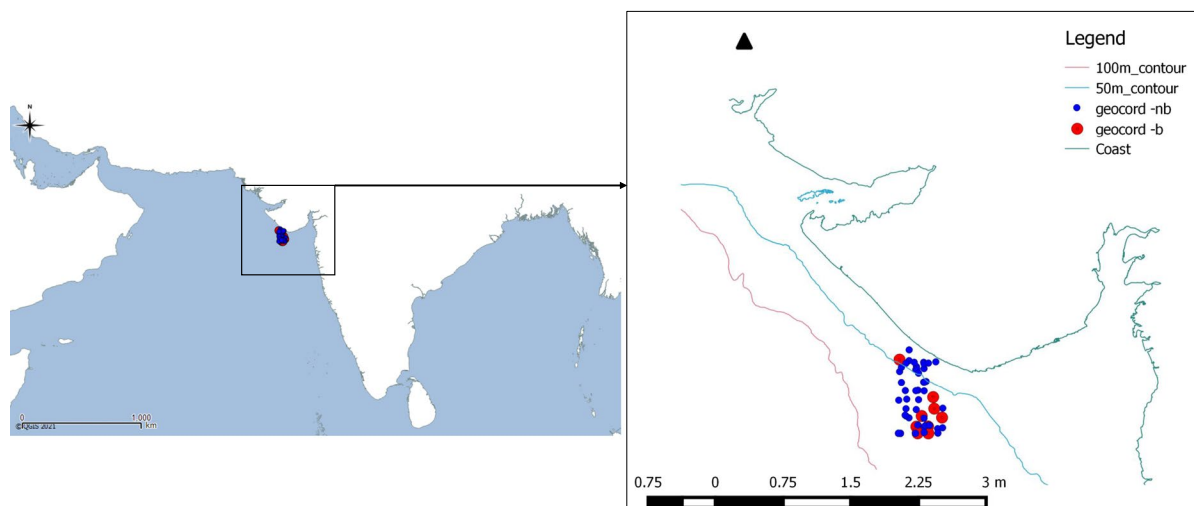 N
0 1 000
km
©QGIS 2021
Legend
100m_contour
50m_contour
geocord -nb
geocord -b
Coast
0.75 0 0.75 1.5 2.25 3 m